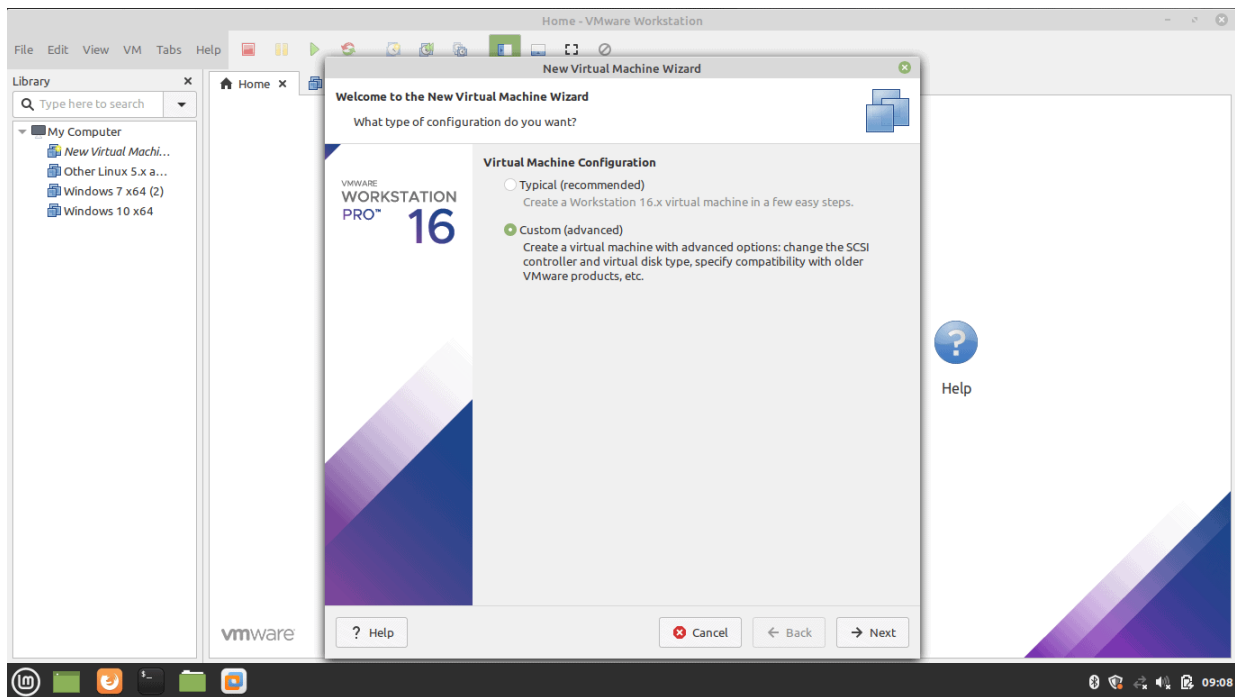 Home - VMware Workstation
File Edit View VM Tabs Help
Library
Type here to search
My Computer
New Virtual Machi...
Other Linux 5.x a...
Windows 7 x64 (2)
Windows 10 x64
Home
New Virtual Machine Wizard
Welcome to the New Virtual Machine Wizard
What type of configuration do you want?
VMWARE
WORKSTATION
PRO™ 16
Virtual Machine Configuration
Typical (recommended)
Create a Workstation 16.x virtual machine in a few easy steps.
Custom (advanced)
Create a virtual machine with advanced options: change the SCSI
controller and virtual disk type, specify compatibility with older
VMware products, etc.
? Help
Cancel
Back
Next
?
Help
vmware
09:08